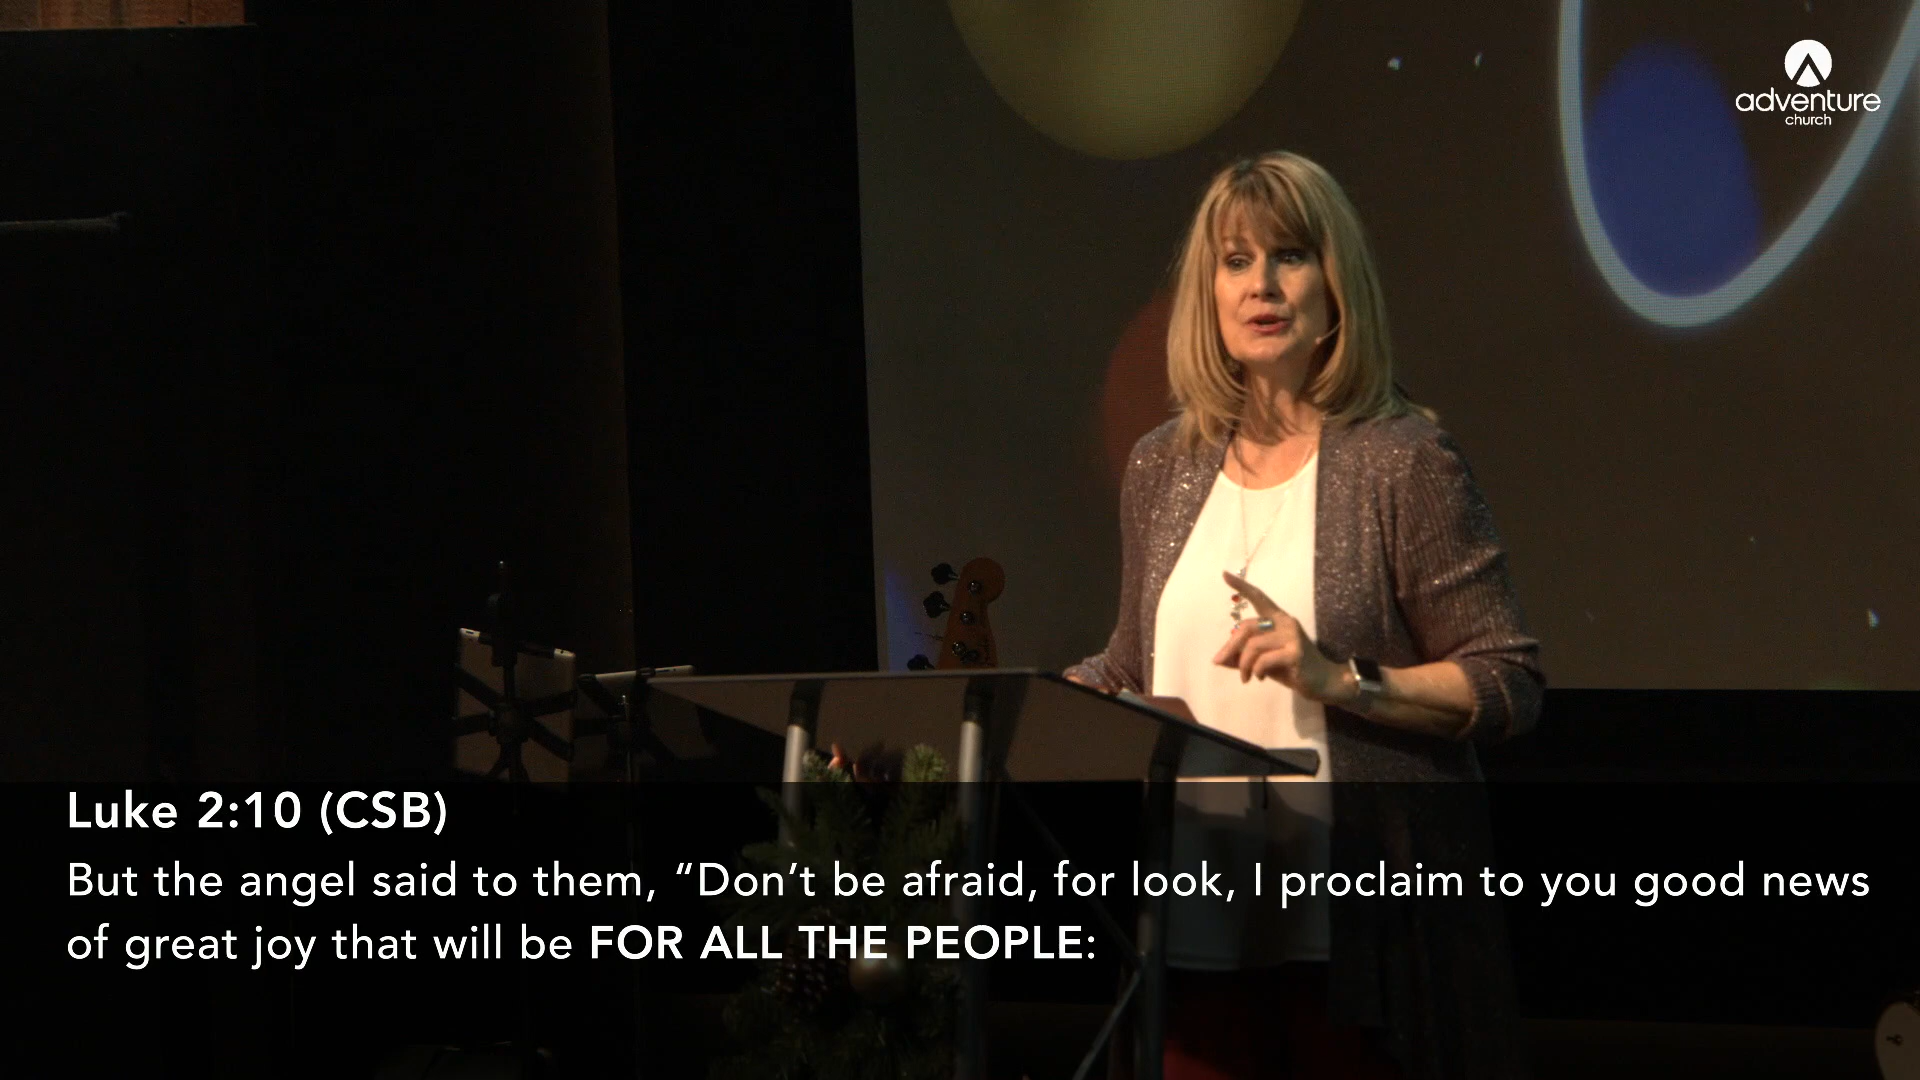 adventure
church
Luke 2:10 (CSB)
But the angel said to them, “Don’t be afraid, for look, I proclaim to you good news
of great joy that will be FOR ALL THE PEOPLE: